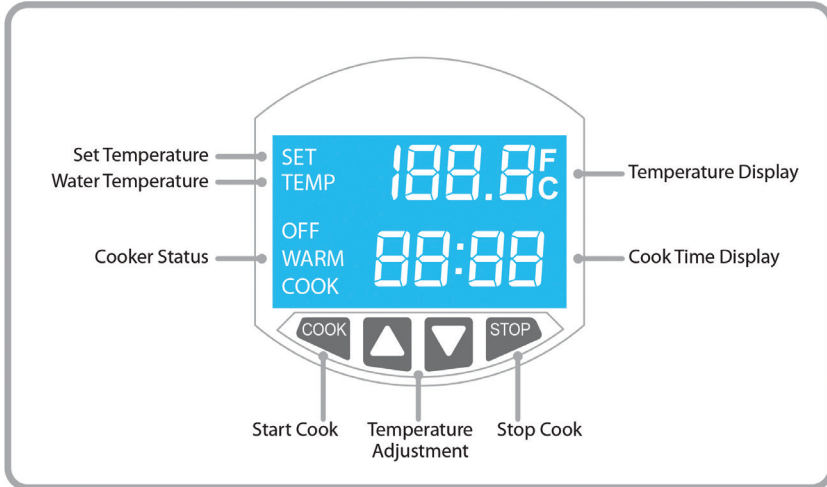 Set Temperature
Water Temperature
Cooker Status
SET
TEMP
188.8 F
C
OFF
WARM
COOK
88:88
Temperature Display
Cook Time Display
COOK
STOP
Start Cook
Temperature
Adjustment
Stop Cook